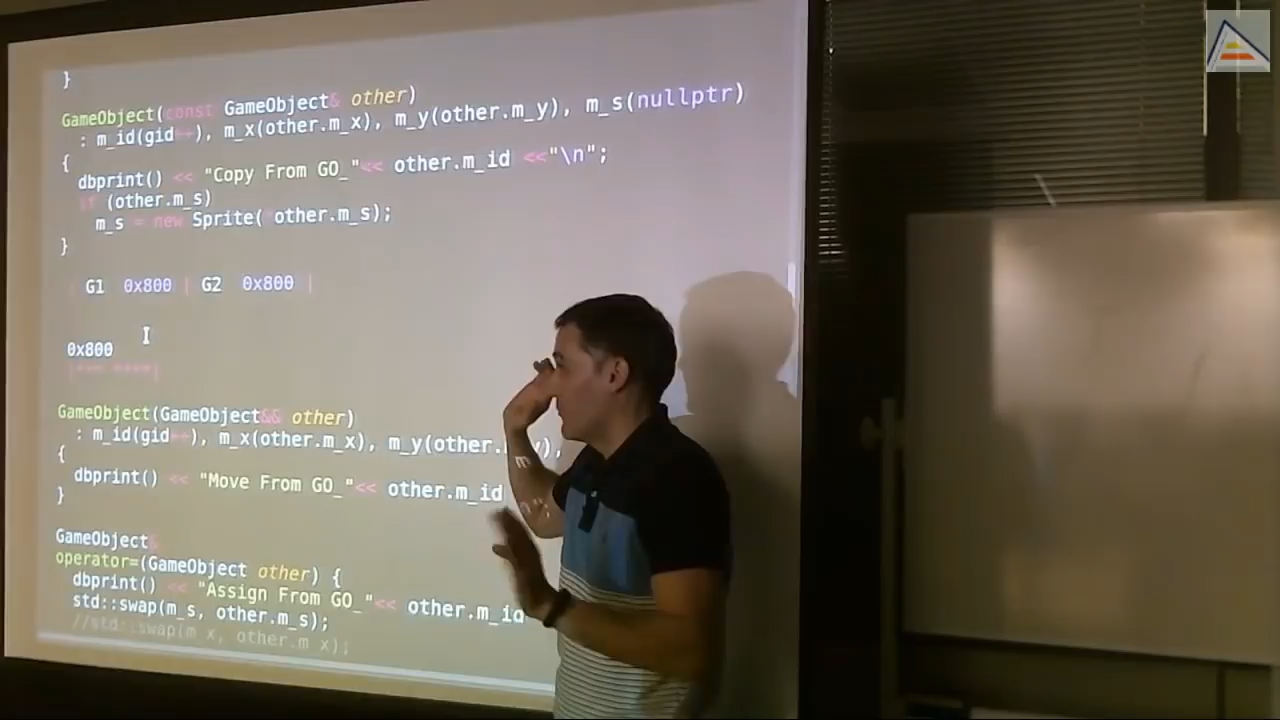 }
GameObject(const GameObject& other)
: m_id(gid++), m_x(other.m_x), m_y(other.m_y), m_s(nullptr)
{
dbprint() << "Copy From GO_"<< other.m_id <<"\n";
if (other.m_s)
m_s = new Sprite(*other.m_s);
}
| G1 0x800 | G2 0x800 |
0x800
|*** ****|
GameObject(GameObject&& other)
: m_id(gid++), m_x(other.m_x), m_y(other.m_y),
{
dbprint() << "Move From GO_"<< other.m_id
}
GameObject&
operator=(GameObject other) {
dbprint() << "Assign From GO_"<< other.m_id
std::swap(m_s, other.m_s);
//std::swap(m_x, other.m_x);